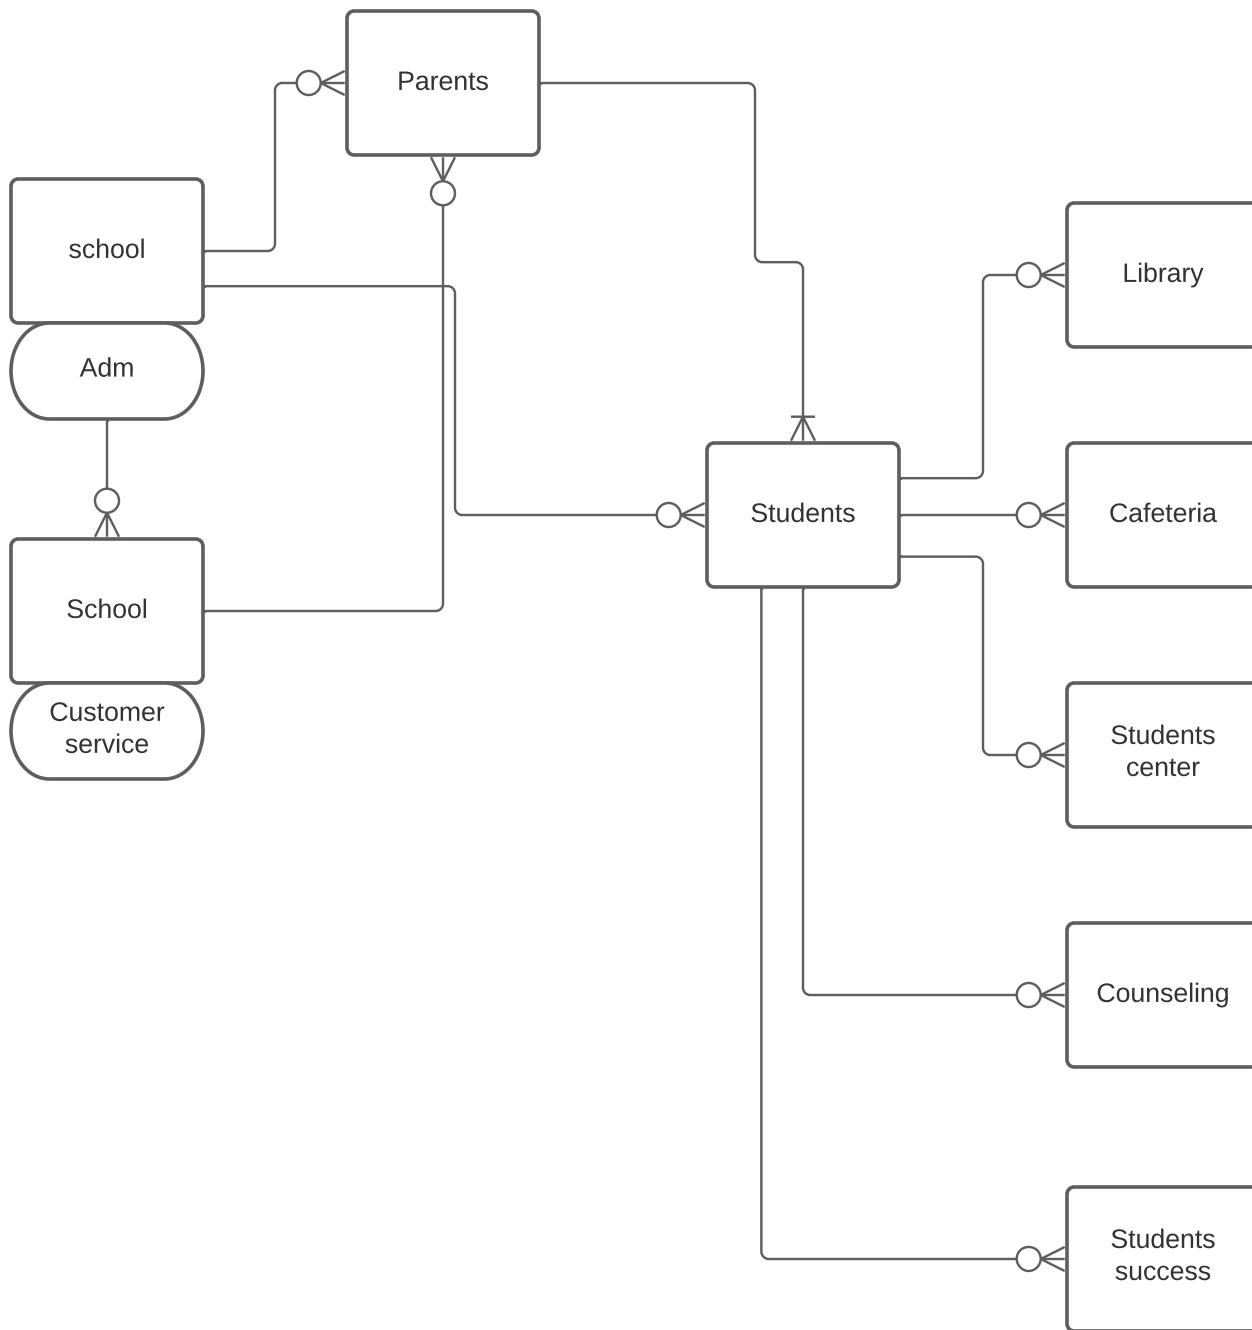 Parents
school
Adm
School
Customer
service
Students
Library
Cafeteria
Students
center
Counseling
Students
success